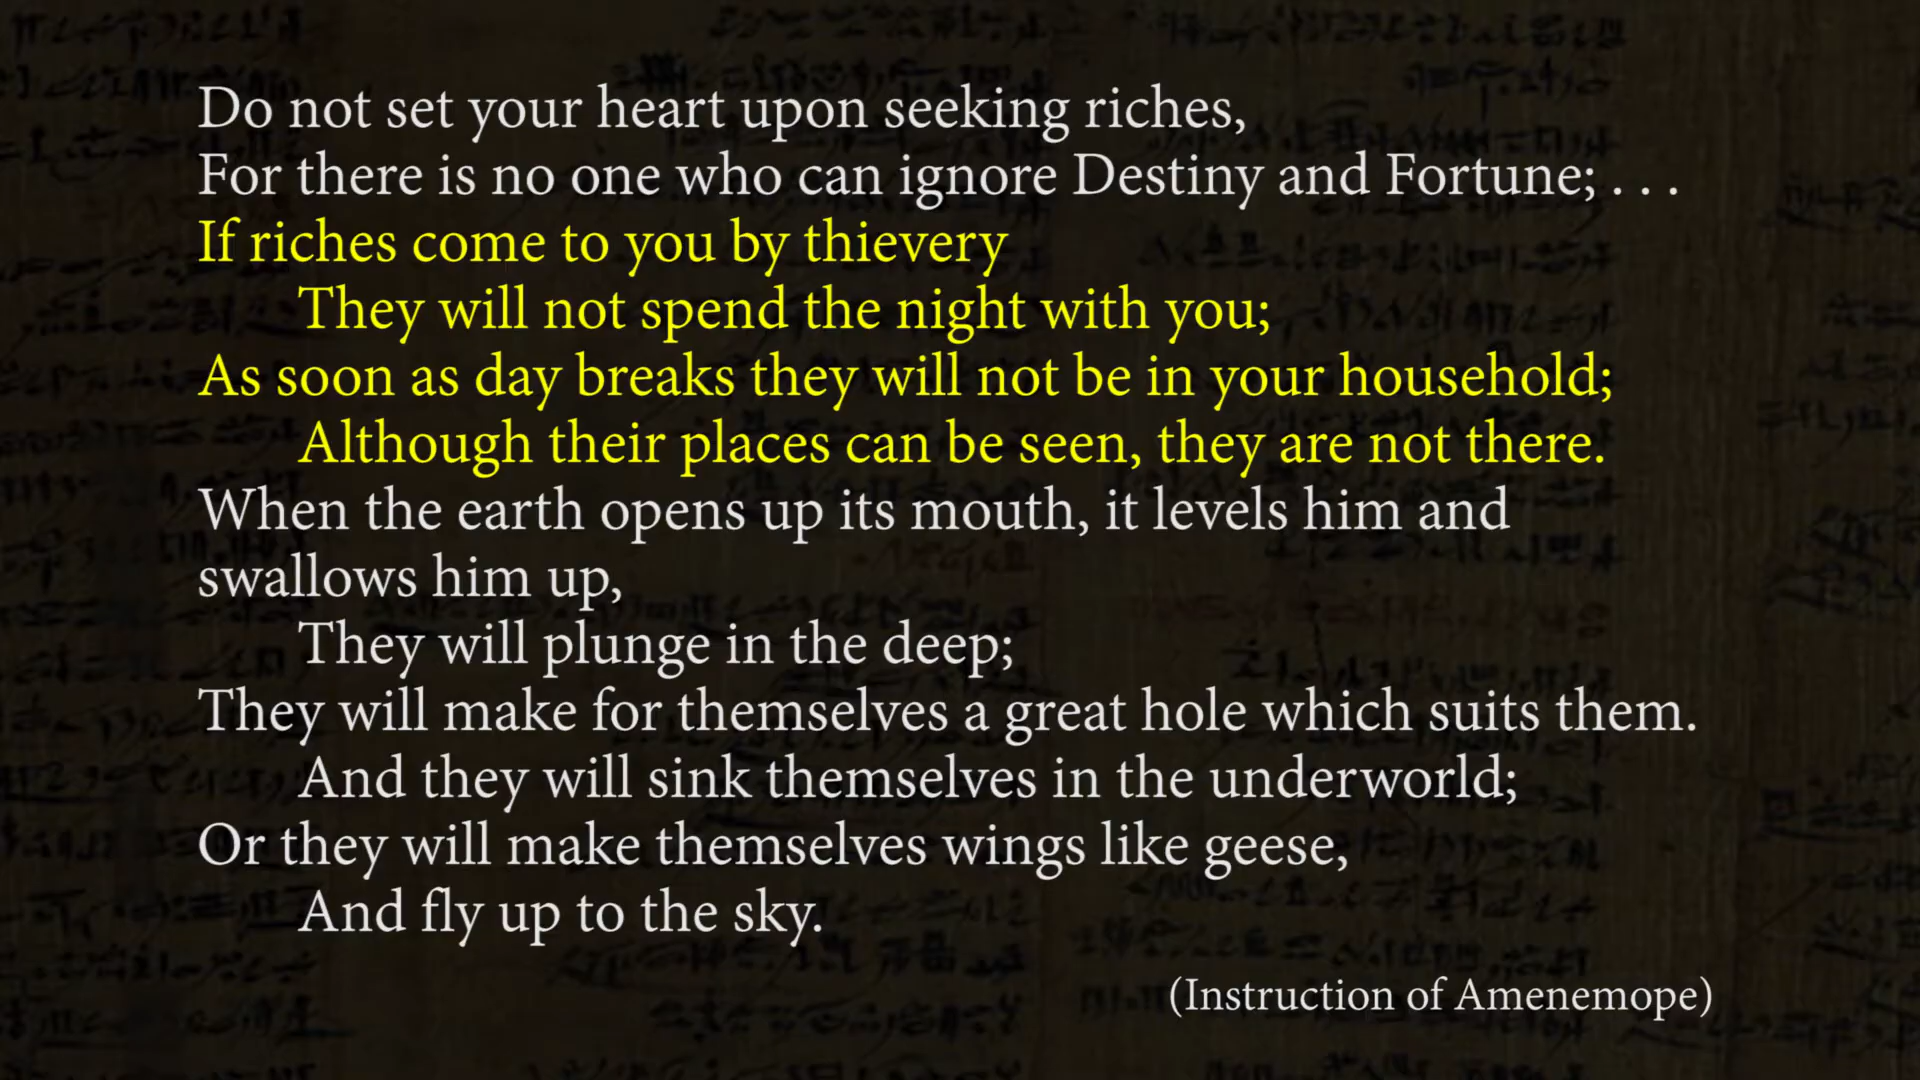 Do not set your heart upon seeking riches,
For there is no one who can ignore Destiny and Fortune; . . .
If riches come to you by thievery
They will not spend the night with you;
As soon as day breaks they will not be in your household;
Although their places can be seen, they are not there.
When the earth opens up its mouth, it levels him and
swallows him up,
They will plunge in the deep;
They will make for themselves a great hole which suits them.
And they will sink themselves in the underworld;
Or they will make themselves wings like geese,
And fly up to the sky.
(Instruction of Amenemope)